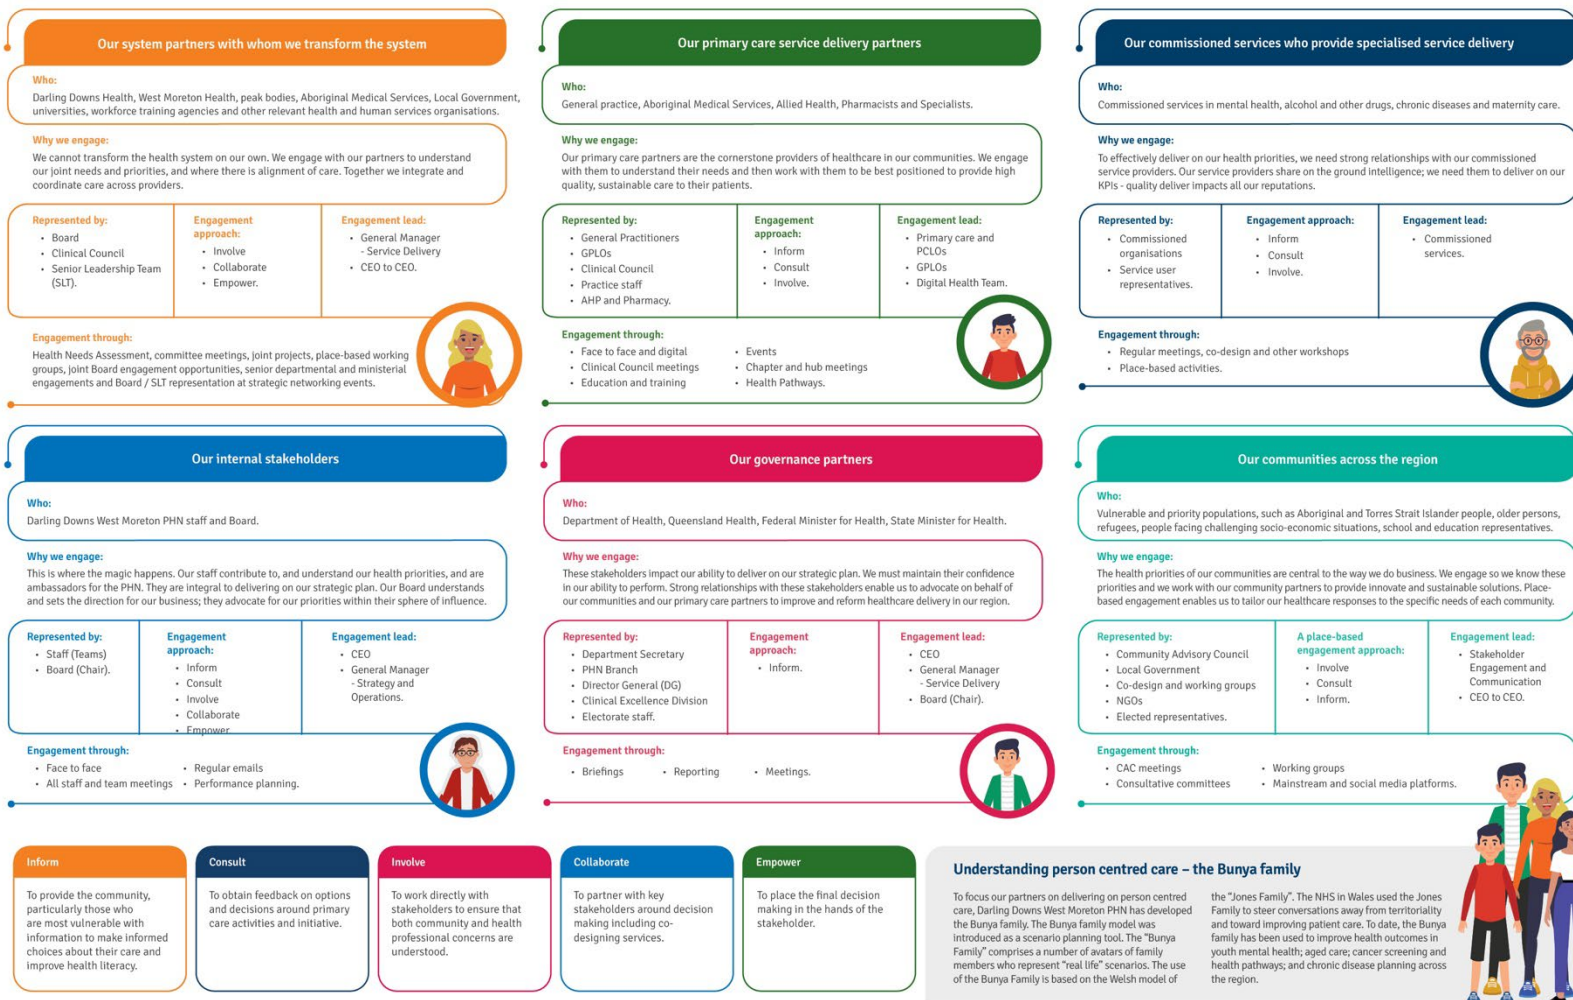 Our system partners with whom we transform the system
Who:
Darling Downs Health, West Moreton Health, peak bodies, Aboriginal Medical Services, Local Government,
universities, workforce training agencies and other relevant health and human services organisations.
Why we engage:
We cannot transform the health system on our own. We engage with our partners to understand
our joint needs and priorities, and where there is alignment of care. Together we integrate and
coordinate care across providers.
Represented by:
• Board
• Clinical Council
• Senior Leadership Team
(SLT).
Engagement
approach:
• Involve
• Collaborate
• Empower.
Engagement lead:
• General Manager
- Service Delivery
• CEO to CEO.
Engagement through:
Health Needs Assessment, committee meetings, joint projects, place-based working
groups, joint Board engagement opportunities, senior departmental and ministerial
engagements and Board / SLT representation at strategic networking events.
Our primary care service delivery partners
Who:
General practice, Aboriginal Medical Services, Allied Health, Pharmacists and Specialists.
Why we engage:
Our primary care partners are the cornerstone providers of healthcare in our communities. We engage
with them to understand their needs and then work with them to be best positioned to provide high
quality, sustainable care to their patients.
Represented by:
• General Practitioners
• GPLOs
• Clinical Council
• Practice staff
• AHP and Pharmacy.
Engagement
approach:
• Inform
• Consult
• Involve.
Engagement lead:
• Primary care and
PCLOs
• GPLOs
• Digital Health Team.
Engagement through:
• Face to face and digital
• Clinical Council meetings
• Education and training
• Events
• Chapter and hub meetings
• Health Pathways.
Our commissioned services who provide specialised service delivery
Who:
Commissioned services in mental health, alcohol and other drugs, chronic diseases and maternity care.
Why we engage:
To effectively deliver on our health priorities, we need strong relationships with our commissioned
service providers. Our service providers share on the ground intelligence; we need them to deliver on our
KPIs - quality deliver impacts all our reputations.
Represented by:
• Commissioned
organisations
• Service user
representatives.
Engagement approach:
• Inform
• Consult
• Involve.
Engagement lead:
• Commissioned
services.
Engagement through:
• Regular meetings, co-design and other workshops
• Place-based activities.
Our internal stakeholders
Who:
Darling Downs West Moreton PHN staff and Board.
Why we engage:
This is where the magic happens. Our staff contribute to, and understand our health priorities, and are
ambassadors for the PHN. They are integral to delivering on our strategic plan. Our Board understands
and sets the direction for our business; they advocate for our priorities within their sphere of influence.
Represented by:
• Staff (Teams)
• Board (Chair).
Engagement
approach:
• Inform
• Consult
• Involve
• Collaborate
• Empower
Engagement lead:
• CEO
• General Manager
- Strategy and
Operations.
Engagement through:
• Face to face
• All staff and team meetings
• Regular emails
• Performance planning.
Our governance partners
Who:
Department of Health, Queensland Health, Federal Minister for Health, State Minister for Health.
Why we engage:
These stakeholders impact our ability to deliver on our strategic plan. We must maintain their confidence
in our ability to perform. Strong relationships with these stakeholders enable us to advocate on behalf of
our communities and our primary care partners to improve and reform healthcare delivery in our region.
Represented by:
• Department Secretary
• PHN Branch
• Director General (DG)
• Clinical Excellence Division
• Electorate staff.
Engagement
approach:
• Inform.
Engagement lead:
• CEO
• General Manager
- Service Delivery
• Board (Chair).
Engagement through:
• Briefings • Reporting • Meetings.
Our communities across the region
Who:
Vulnerable and priority populations, such as Aboriginal and Torres Strait Islander people, older persons,
refugees, people facing challenging socio-economic situations, school and education representatives.
Why we engage:
The health priorities of our communities are central to the way we do business. We engage so we know these
priorities and we work with our community partners to provide innovate and sustainable solutions. Place-
based engagement enables us to tailor our healthcare responses to the specific needs of each community.
Represented by:
• Community Advisory Council
• Local Government
• Co-design and working groups
• NGOs
• Elected representatives.
A place-based
engagement approach:
• Involve
• Consult
• Inform.
Engagement lead:
• Stakeholder
Engagement and
Communication
• CEO to CEO.
Engagement through:
• CAC meetings
• Consultative committees
• Working groups
• Mainstream and social media platforms.
Inform
To provide the community,
particularly those who
are most vulnerable with
information to make informed
choices about their care and
improve health literacy.
Consult
To obtain feedback on options
and decisions around primary
care activities and initiative.
Involve
To work directly with
stakeholders to ensure that
both community and health
professional concerns are
understood.
Collaborate
To partner with key
stakeholders around decision
making including co-
designing services.
Empower
To place the final decision
making in the hands of the
stakeholder.
Understanding person centred care – the Bunya family
To focus our partners on delivering on person centred
care, Darling Downs West Moreton PHN has developed
the Bunya family. The Bunya family model was
introduced as a scenario planning tool. The “Bunya
Family” comprises a number of avatars of family
members who represent “real life” scenarios. The use
of the Bunya Family is based on the Welsh model of
the “Jones Family”. The NHS in Wales used the Jones
Family to steer conversations away from territoriality
and toward improving patient care. To date, the Bunya
family has been used to improve health outcomes in
youth mental health; aged care; cancer screening and
health pathways; and chronic disease planning across
the region.